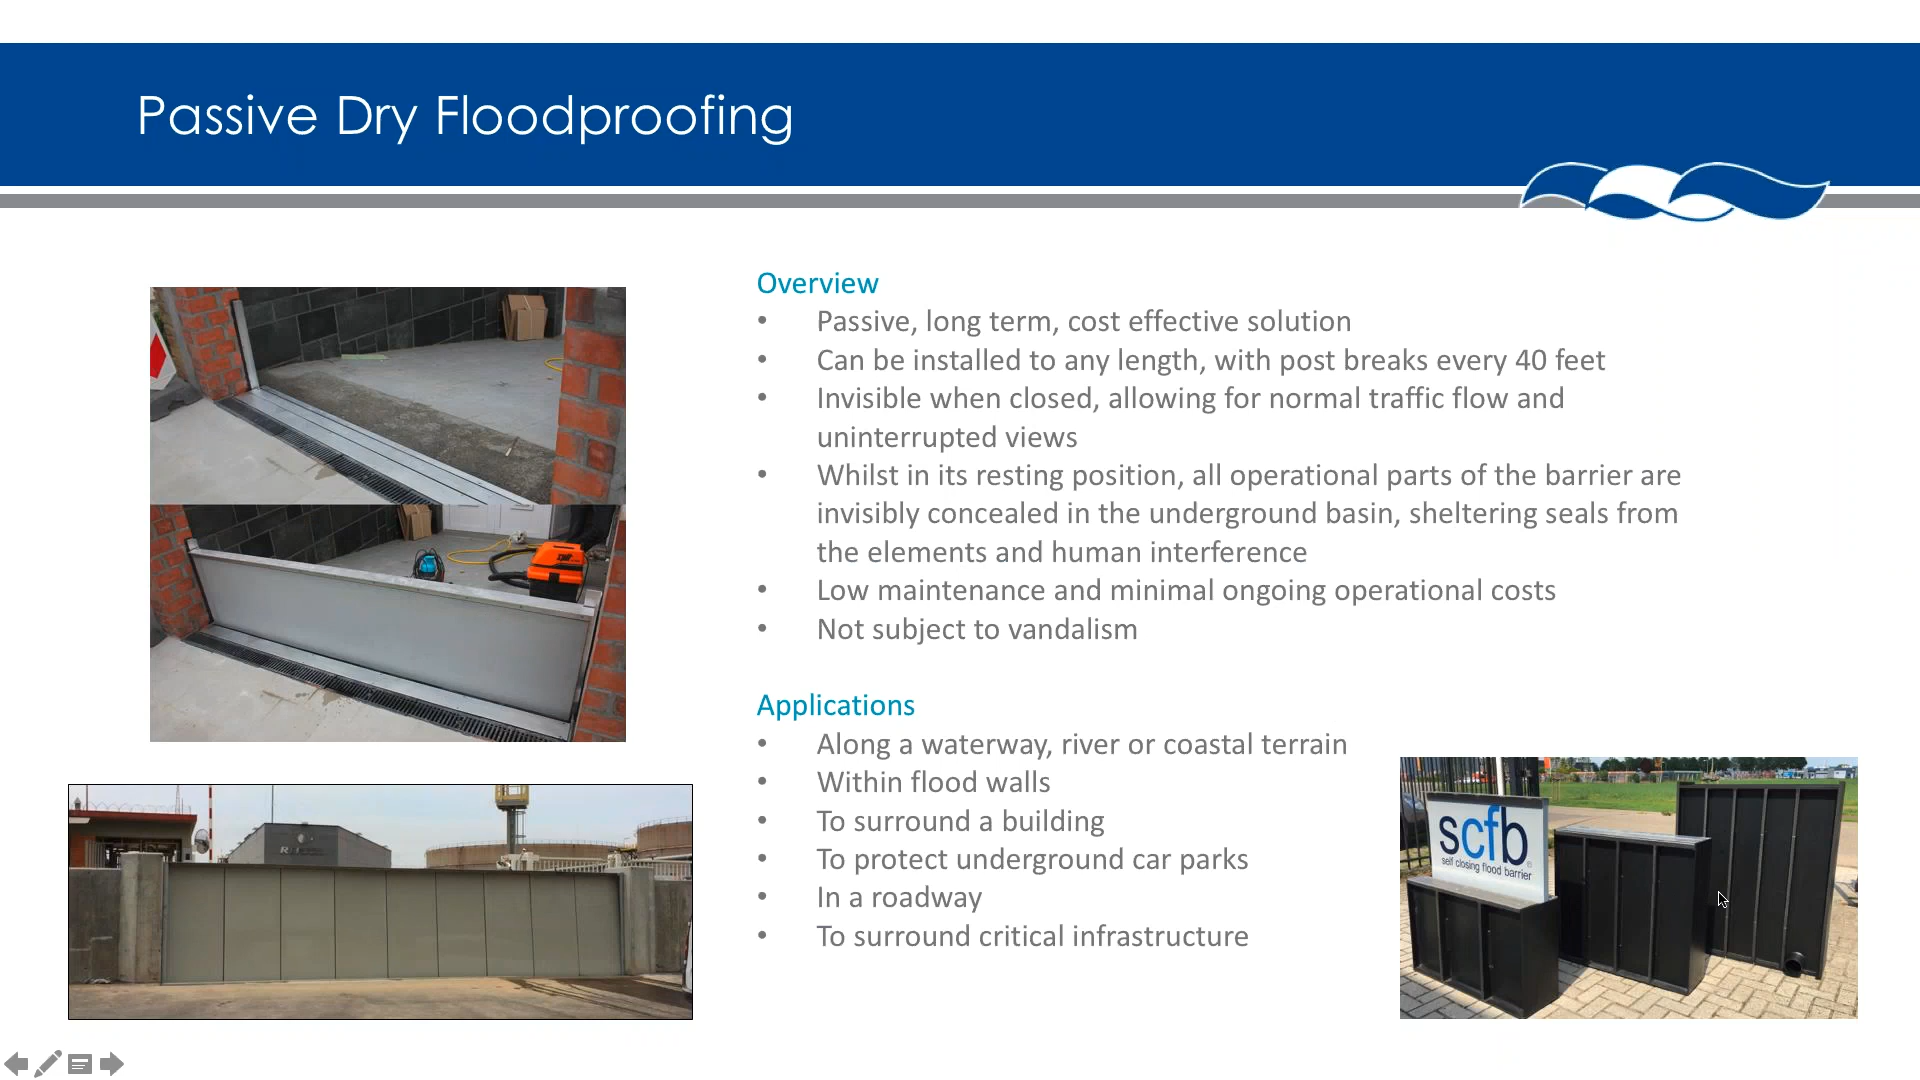 Passive Dry Floodproofing
Overview
• Passive, long term, cost effective solution
• Can be installed to any length, with post breaks every 40 feet
• Invisible when closed, allowing for normal traffic flow and
uninterrupted views
• Whilst in its resting position, all operational parts of the barrier are
invisibly concealed in the underground basin, sheltering seals from
the elements and human interference
• Low maintenance and minimal ongoing operational costs
• Not subject to vandalism
Applications
• Along a waterway, river or coastal terrain
• Within flood walls
• To surround a building
• To protect underground car parks
• In a roadway
• To surround critical infrastructure
scfb®
self closing flood barrier